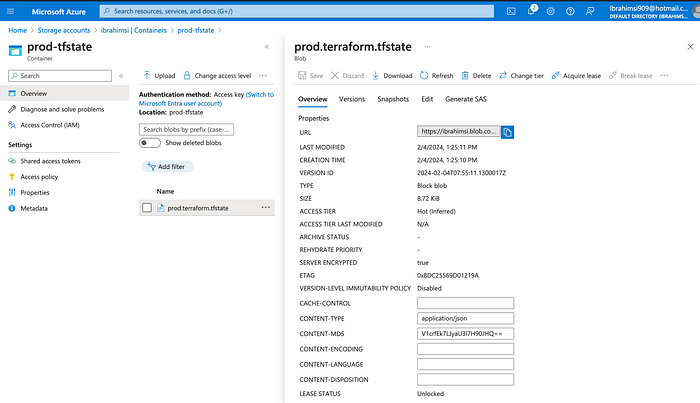 Microsoft Azure
Search resources, services, and docs (G+/)
2
Ibrahimsi909@hotmail.c...
DEFAULT DIRECTORY (IBRAHIMS...
Home > Storage accounts > ibrahimsi | Containers > prod-tfstate >
prod-tfstate
Container
Search
Overview
Diagnose and solve problems
Access Control (IAM)
Settings
Shared access tokens
Access policy
Properties
Metadata
Upload
Change access level
Authentication method: Access key (Switch to
Microsoft Entra user account)
Location: prod-tfstate
Search blobs by prefix (case-...
Show deleted blobs
Add filter
Name
prod.terraform.tfstate
prod.terraform.tfstate
Blob
Save Discard Download Refresh Delete Change tier Acquire lease Break lease
Overview Versions Snapshots Edit Generate SAS
Properties
URL https://ibrahimsi.blob.co...
LAST MODIFIED 2/4/2024, 1:25:11 PM
CREATION TIME 2/4/2024, 1:25:10 PM
VERSION ID 2024-02-04T07:55:11.1300017Z
TYPE Block blob
SIZE 8.72 KiB
ACCESS TIER Hot (Inferred)
ACCESS TIER LAST MODIFIED N/A
ARCHIVE STATUS -
REHYDRATE PRIORITY -
SERVER ENCRYPTED true
ETAG 0x8DC25569D01219A
VERSION-LEVEL IMMUTABILITY POLICY Disabled
CACHE-CONTROL
CONTENT-TYPE application/json
CONTENT-MD5
CONTENT-ENCODING
CONTENT-LANGUAGE
CONTENT-DISPOSITION
LEASE STATUS Unlocked